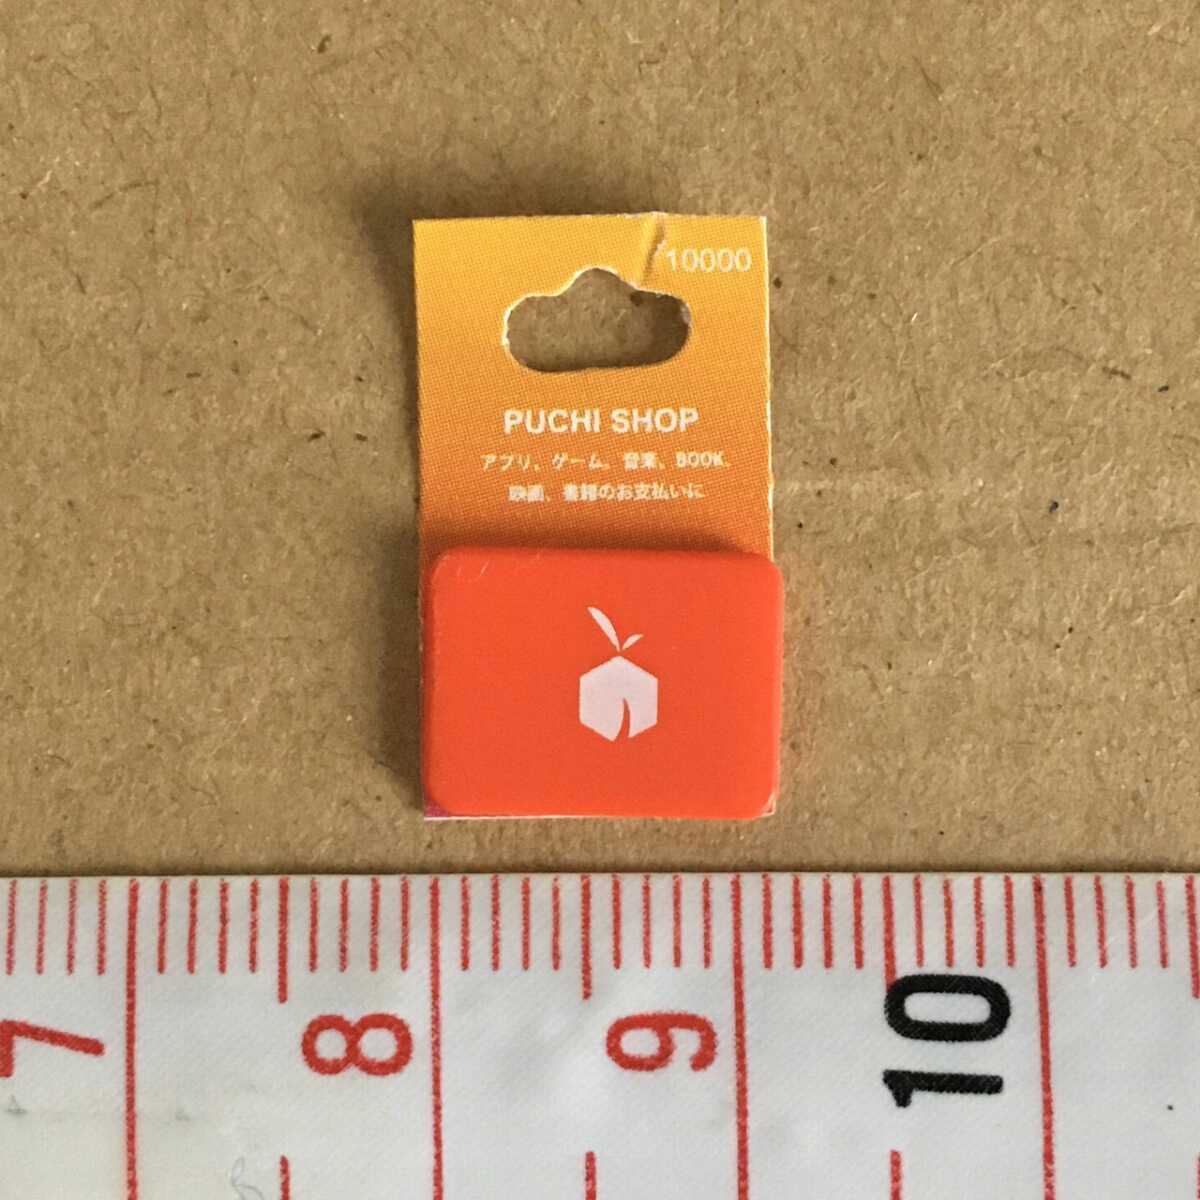 10000
PUCHI SHOP
アプリ、ゲーム、音楽、BOOK、
映画、書籍のお支払いに
7 8 9 10